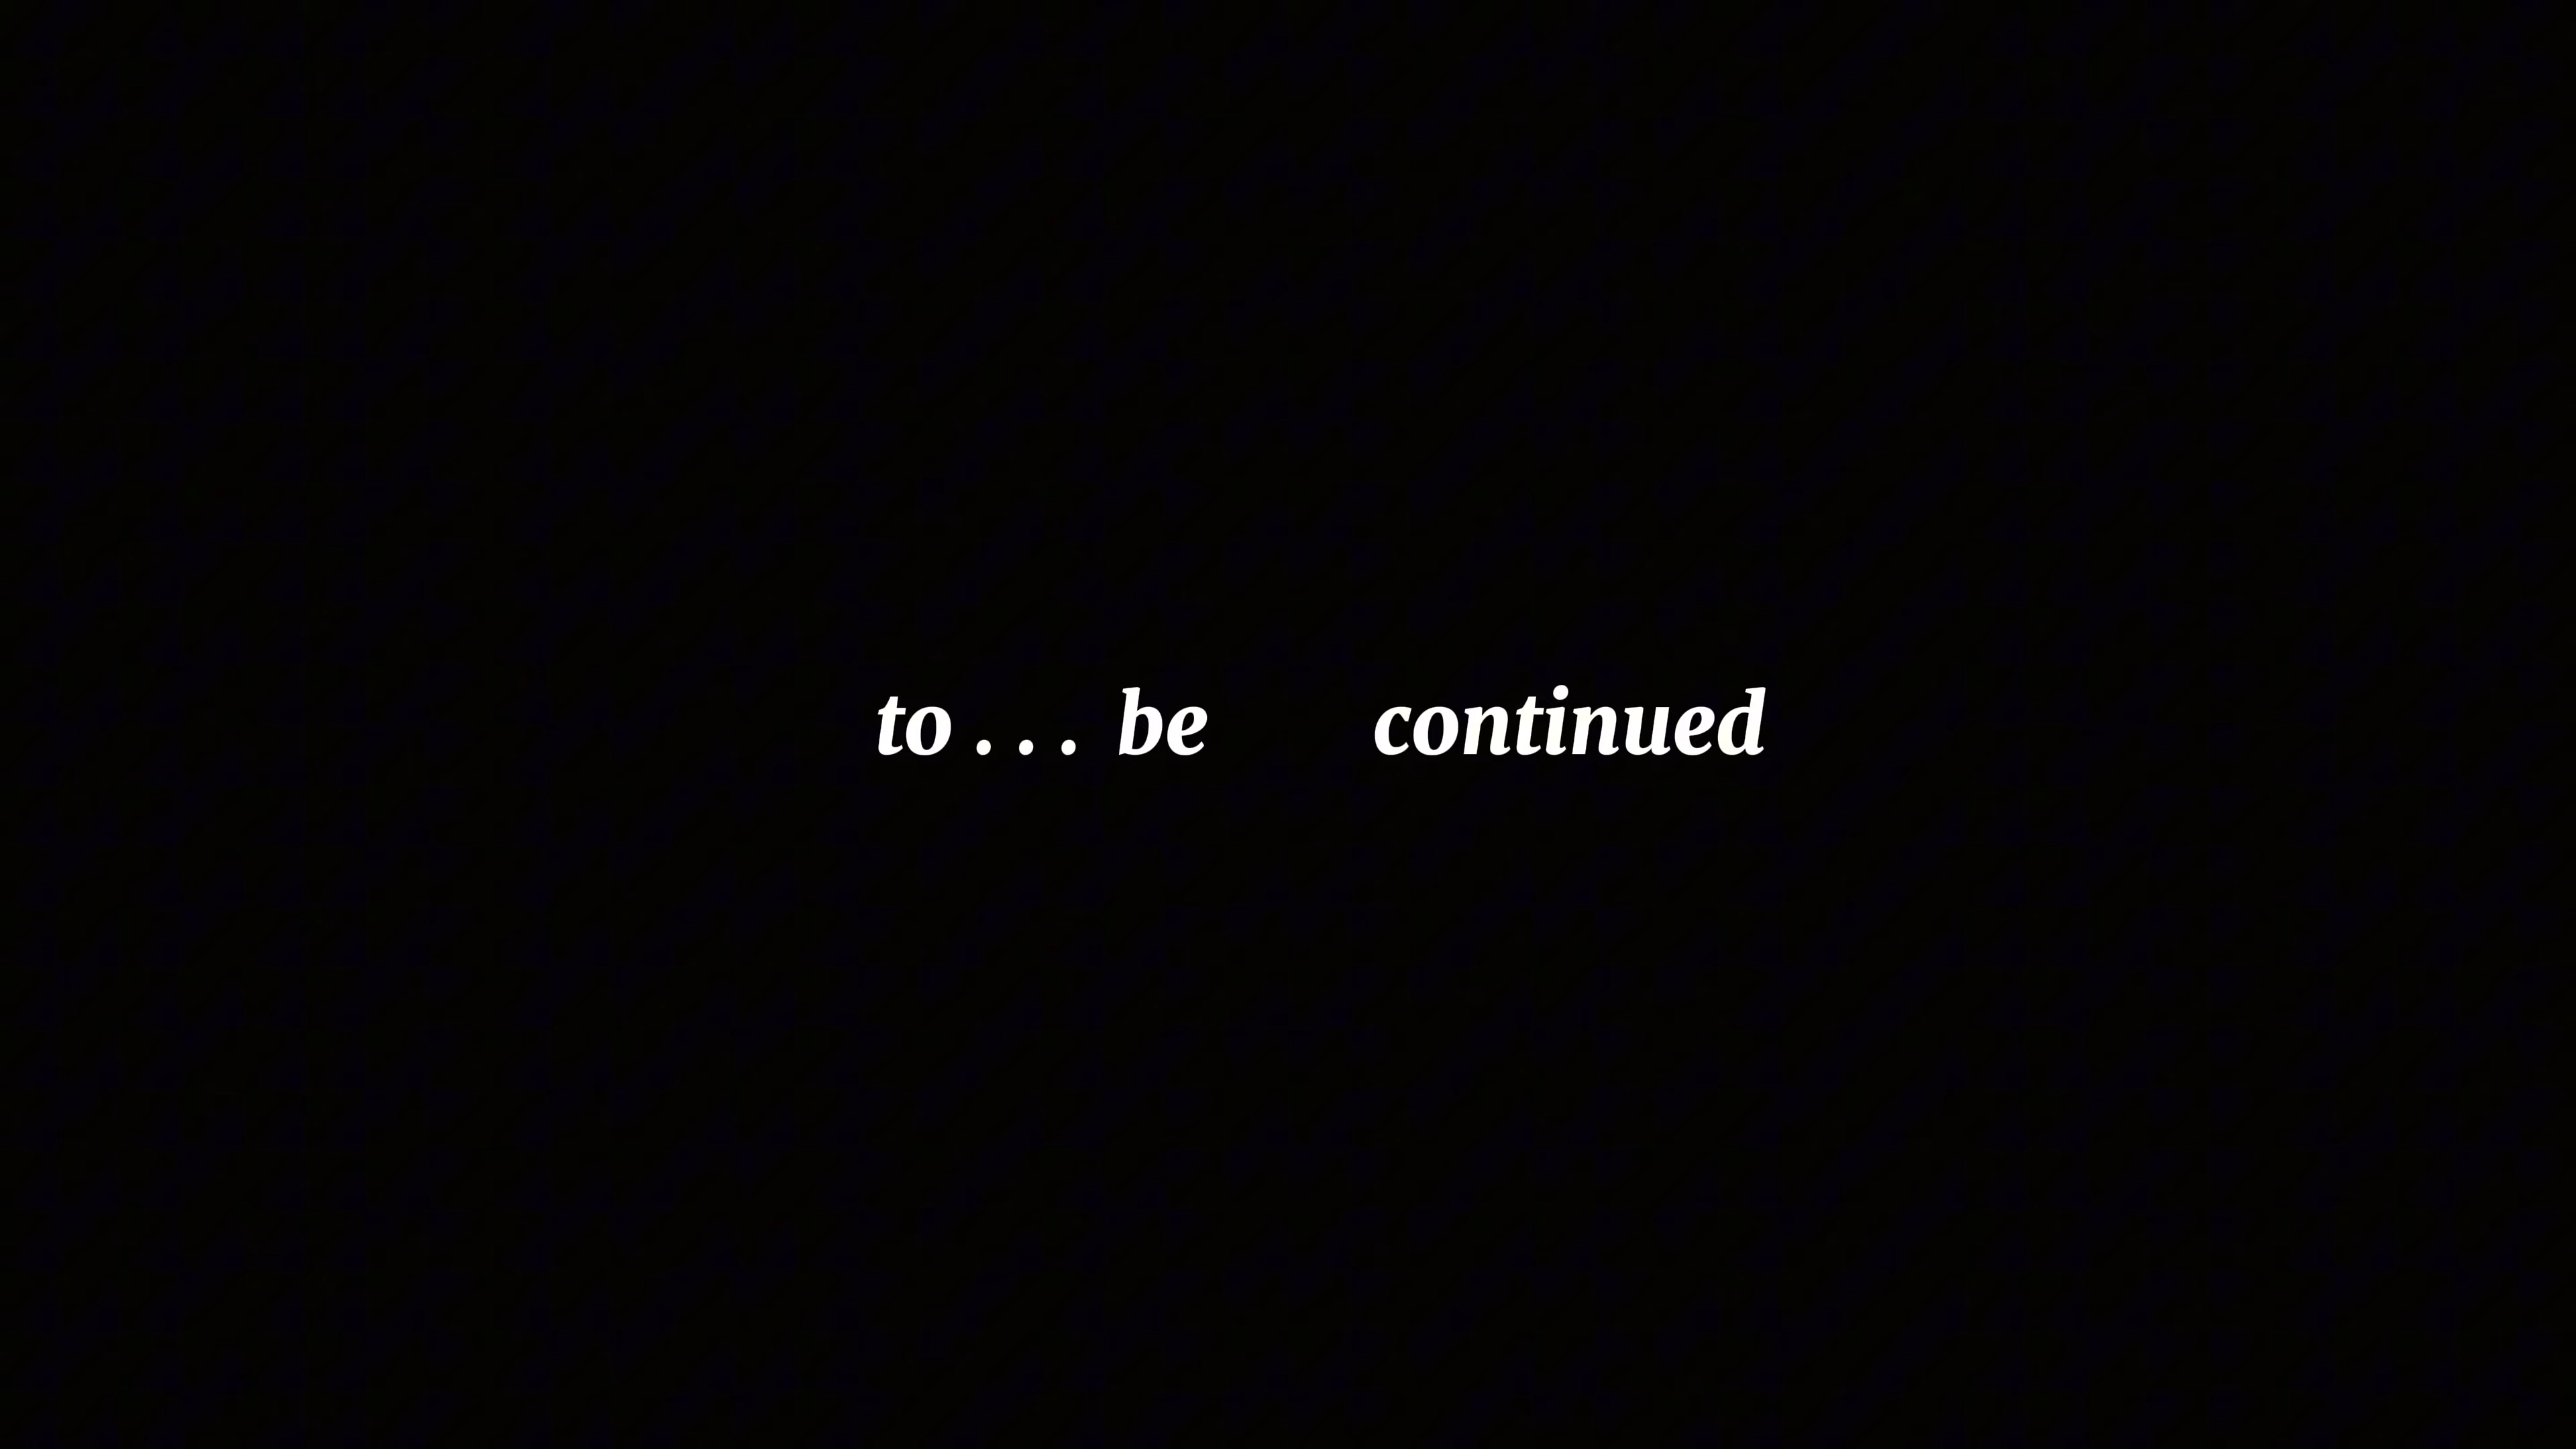 to . . . be continued